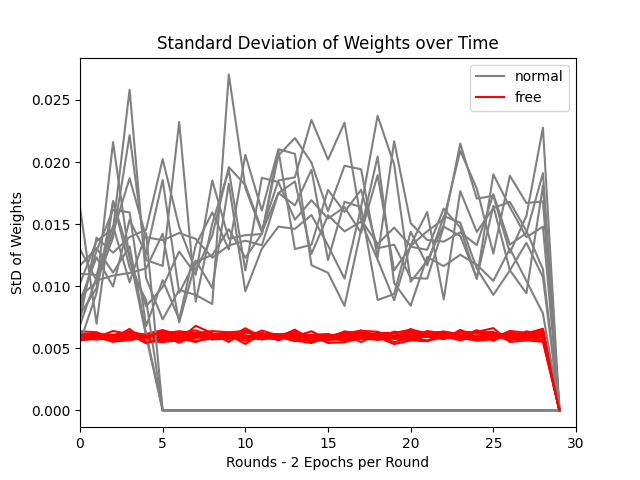 Standard Deviation of Weights over Time
normal
free
StD of Weights
0.025
0.020
0.015
0.010
0.005
0.000
0 5 10 15 20 25 30
Rounds - 2 Epochs per Round